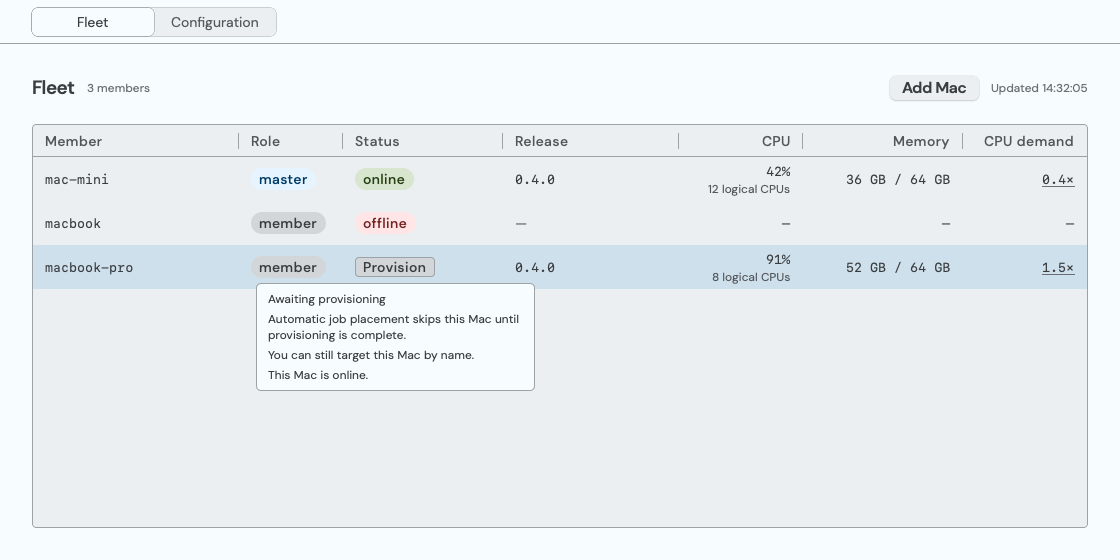 Fleet Configuration
Fleet 3 members Add Mac Updated 14:32:05
Member Role Status Release CPU Memory CPU demand
mac-mini master online 0.4.0 42% 36 GB / 64 GB 0.4×
12 logical CPUs
macbook member offline — — — —
macbook-pro member Provision 0.4.0 91% 52 GB / 64 GB 1.5×
8 logical CPUs
Awaiting provisioning
Automatic job placement skips this Mac until
provisioning is complete.
You can still target this Mac by name.
This Mac is online.